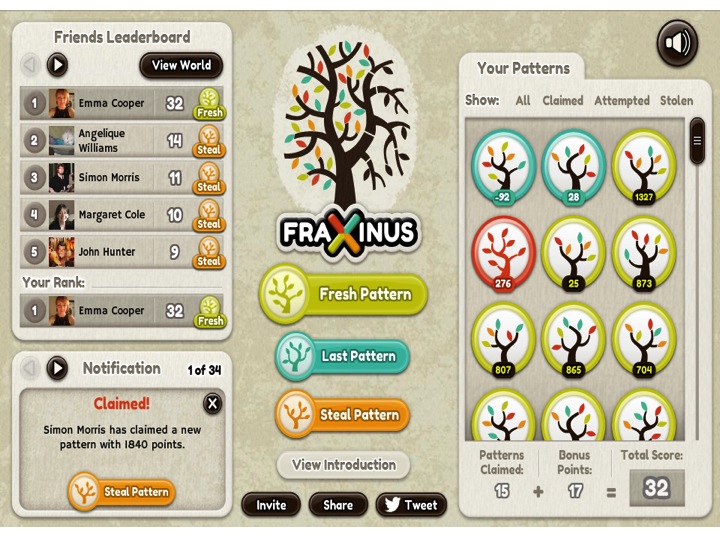 Friends Leaderboard
View World
1 Emma Cooper 32 Fresh
2 Angelique Williams 14 Steal
3 Simon Morris 11 Steal
4 Margaret Cole 10 Steal
5 John Hunter 9 Steal
Your Rank:
1 Emma Cooper 32 Fresh
Notification 1 of 34
Claimed!
Simon Morris has claimed a new
pattern with 1840 points.
Steal Pattern
FRAXINUS
Fresh Pattern
Last Pattern
Steal Pattern
View Introduction
Invite Share Tweet
Your Patterns
Show: All Claimed Attempted Stolen
-92 28 1327
276 25 873
807 865 704
Patterns Claimed: Bonus Points: Total Score:
15 + 17 = 32